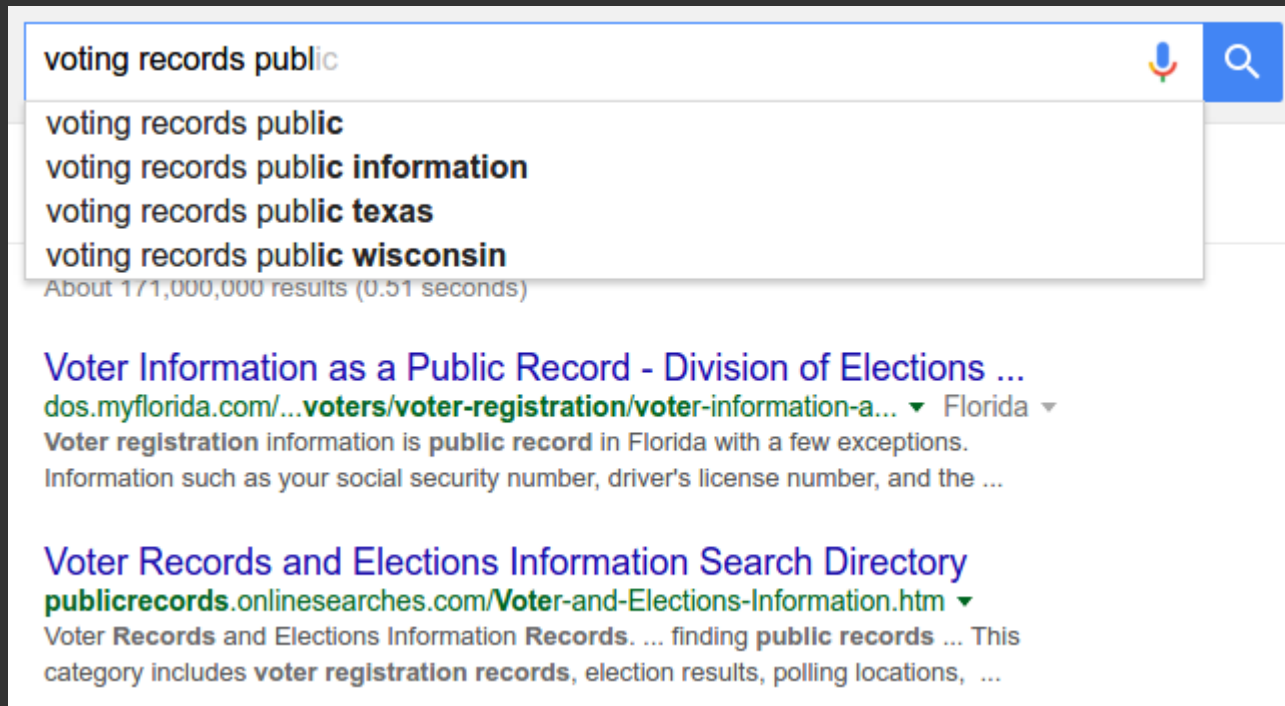 voting records public
voting records public
voting records public information
voting records public texas
voting records public wisconsin
About 171,000,000 results (0.51 seconds)
Voter Information as a Public Record - Division of Elections ...
dos.myflorida.com/...voters/voter-registration/voter-information-a... ▼ Florida ▼
Voter registration information is public record in Florida with a few exceptions.
Information such as your social security number, driver's license number, and the ...
Voter Records and Elections Information Search Directory
publicrecords.onlinesearches.com/Voter-and-Elections-Information.htm ▼
Voter Records and Elections Information Records. ... finding public records ... This
category includes voter registration records, election results, polling locations, ...